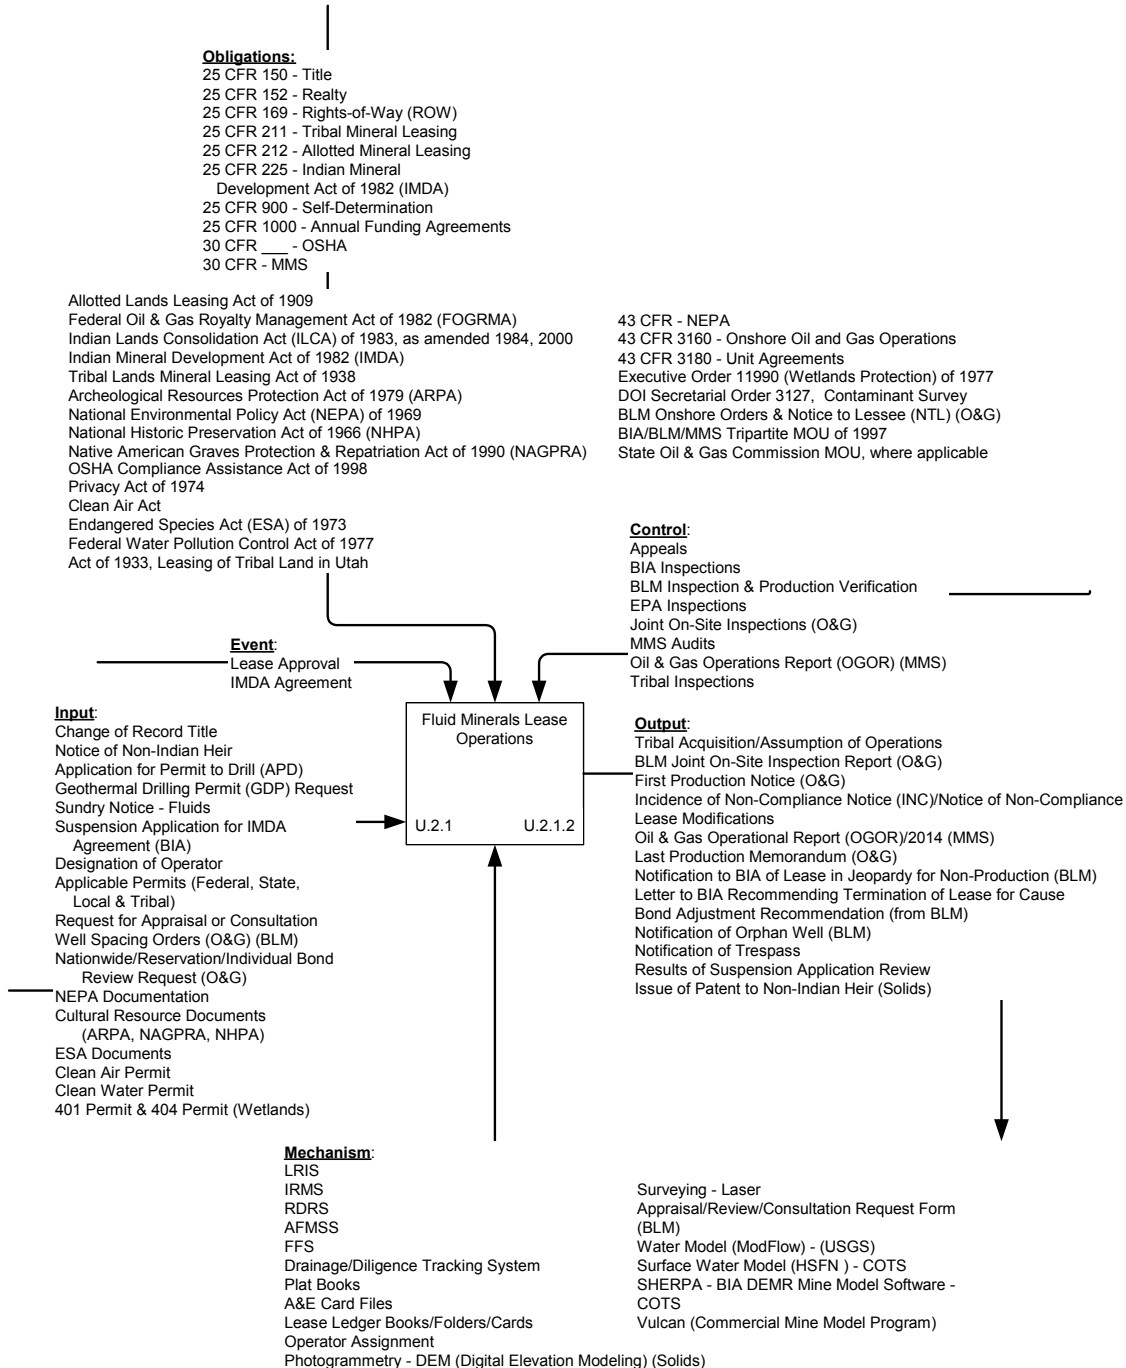 Obligations:
25 CFR 150 - Title
25 CFR 152 - Realty
25 CFR 169 - Rights-of-Way (ROW)
25 CFR 211 - Tribal Mineral Leasing
25 CFR 212 - Allotted Mineral Leasing
25 CFR 225 - Indian Mineral
Development Act of 1982 (IMDA)
25 CFR 900 - Self-Determination
25 CFR 1000 - Annual Funding Agreements
30 CFR ___ - OSHA
30 CFR - MMS
Allotted Lands Leasing Act of 1909
Federal Oil & Gas Royalty Management Act of 1982 (FOGRMA)
Indian Lands Consolidation Act (ILCA) of 1983, as amended 1984, 2000
Indian Mineral Development Act of 1982 (IMDA)
Tribal Lands Mineral Leasing Act of 1938
Archeological Resources Protection Act of 1979 (ARPA)
National Environmental Policy Act (NEPA) of 1969
National Historic Preservation Act of 1966 (NHPA)
Native American Graves Protection & Repatriation Act of 1990 (NAGPRA)
OSHA Compliance Assistance Act of 1998
Privacy Act of 1974
Clean Air Act
Endangered Species Act (ESA) of 1973
Federal Water Pollution Control Act of 1977
Act of 1933, Leasing of Tribal Land in Utah
43 CFR - NEPA
43 CFR 3160 - Onshore Oil and Gas Operations
43 CFR 3180 - Unit Agreements
Executive Order 11990 (Wetlands Protection) of 1977
DOI Secretarial Order 3127,  Contaminant Survey
BLM Onshore Orders & Notice to Lessee (NTL) (O&G)
BIA/BLM/MMS Tripartite MOU of 1997
State Oil & Gas Commission MOU, where applicable
Control:
Appeals
BIA Inspections
BLM Inspection & Production Verification
EPA Inspections
Joint On-Site Inspections (O&G)
MMS Audits
Oil & Gas Operations Report (OGOR) (MMS)
Tribal Inspections
Event:
Lease Approval
IMDA Agreement
Input:
Change of Record Title
Notice of Non-Indian Heir
Application for Permit to Drill (APD)
Geothermal Drilling Permit (GDP) Request
Sundry Notice - Fluids
Suspension Application for IMDA
Agreement (BIA)
Designation of Operator
Applicable Permits (Federal, State,
Local & Tribal)
Request for Appraisal or Consultation
Well Spacing Orders (O&G) (BLM)
Nationwide/Reservation/Individual Bond
Review Request (O&G)
NEPA Documentation
Cultural Resource Documents
(ARPA, NAGPRA, NHPA)
ESA Documents
Clean Air Permit
Clean Water Permit
401 Permit & 404 Permit (Wetlands)
Fluid Minerals Lease
Operations
U.2.1 U.2.1.2
Output:
Tribal Acquisition/Assumption of Operations
BLM Joint On-Site Inspection Report (O&G)
First Production Notice (O&G)
Incidence of Non-Compliance Notice (INC)/Notice of Non-Compliance
Lease Modifications
Oil & Gas Operational Report (OGOR)/2014 (MMS)
Last Production Memorandum (O&G)
Notification to BIA of Lease in Jeopardy for Non-Production (BLM)
Letter to BIA Recommending Termination of Lease for Cause
Bond Adjustment Recommendation (from BLM)
Notification of Orphan Well (BLM)
Notification of Trespass
Results of Suspension Application Review
Issue of Patent to Non-Indian Heir (Solids)
Mechanism:
LRIS
IRMS
RDRS
AFMSS
FFS
Drainage/Diligence Tracking System
Plat Books
A&E Card Files
Lease Ledger Books/Folders/Cards
Operator Assignment
Photogrammetry - DEM (Digital Elevation Modeling) (Solids)
Surveying - Laser
Appraisal/Review/Consultation Request Form
(BLM)
Water Model (ModFlow) - (USGS)
Surface Water Model (HSFN ) - COTS
SHERPA - BIA DEMR Mine Model Software -
COTS
Vulcan (Commercial Mine Model Program)